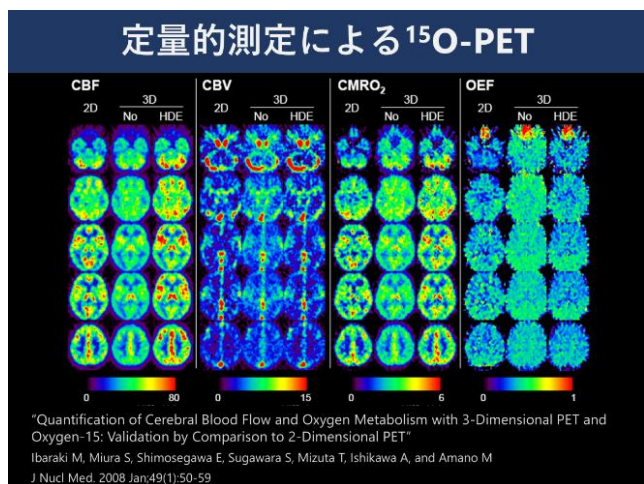 定量的測定による¹⁵O-PET
CBF CBV CMRO₂ OEF
2D 3D 2D 3D 2D 3D 2D 3D
No HDE No HDE No HDE No HDE
0 80 0 15 0 6 0 1
"Quantification of Cerebral Blood Flow and Oxygen Metabolism with 3-Dimensional PET and
Oxygen-15: Validation by Comparison to 2-Dimensional PET"
Ibaraki M, Miura S, Shimosegawa E, Sugawara S, Mizuta T, Ishikawa A, and Amano M
J Nucl Med. 2008 Jan;49(1):50-59